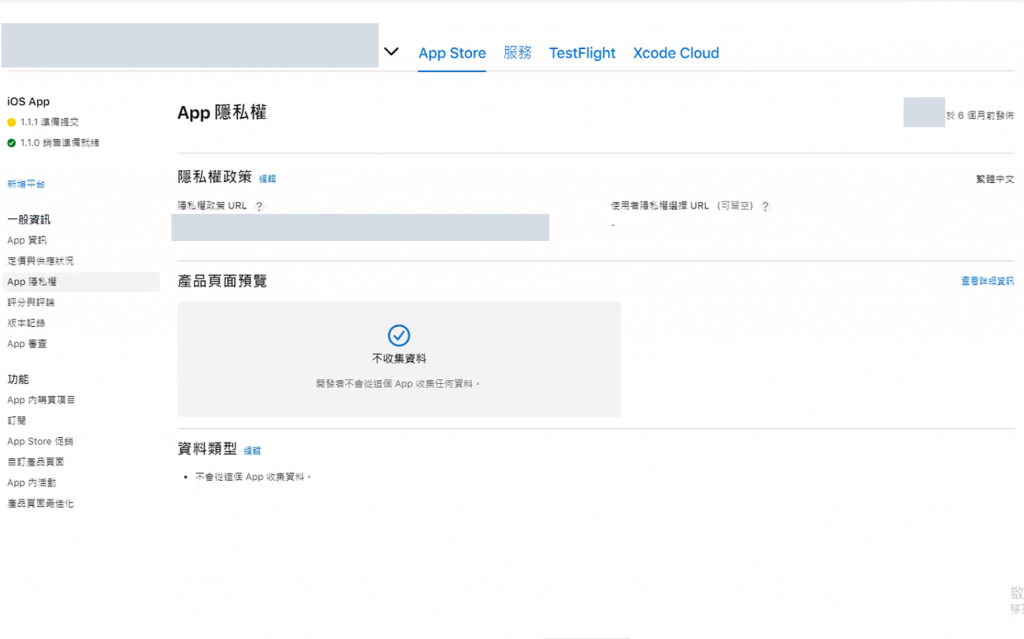 App Store 服務 TestFlight Xcode Cloud
iOS App
1.1.1 準備提交
1.1.0 銷售準備就緒
新增平台
一般資訊
App 資訊
定價與供應狀況
App 隱私權
評分與評論
版本記錄
App 審查
功能
App 內購買項目
訂閱
App Store 促銷
自訂產品頁面
App 內活動
產品頁面最佳化
App 隱私權
於 6 個月前發佈
隱私權政策 編輯
繁體中文
隱私權政策 URL ?
使用者隱私權選擇 URL (可留空) ?
-
產品頁面預覽
查看詳細資訊
不收集資料
開發者不會從這個 App 收集任何資料。
資料類型 編輯
• 不會從這個 App 收集資料。
啟
移至